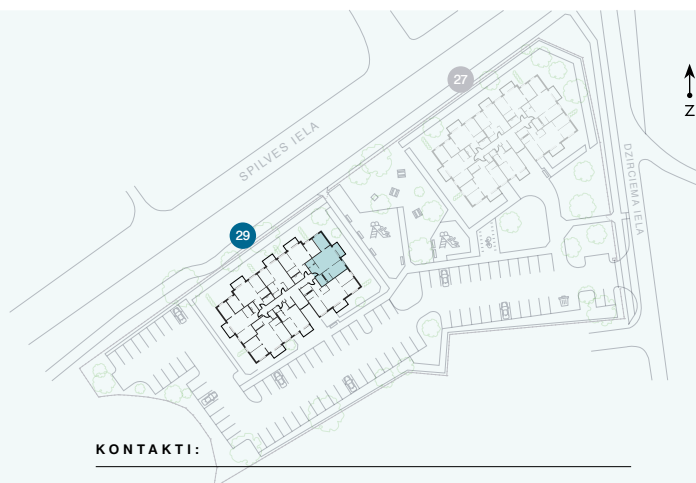 27
Z
SPILVES IELA
DZIRCIEMA IELA
29
KONTAKTI: